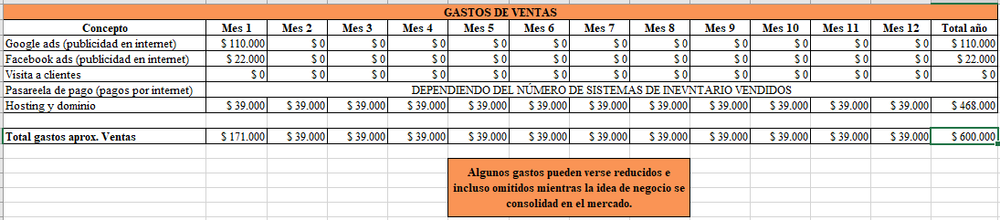 GASTOS DE VENTAS
Concepto Mes 1 Mes 2 Mes 3 Mes 4 Mes 5 Mes 6 Mes 7 Mes 8 Mes 9 Mes 10 Mes 11 Mes 12 Total año
Google ads (publicidad en internet) $ 110.000 $ 0 $ 0 $ 0 $ 0 $ 0 $ 0 $ 0 $ 0 $ 0 $ 0 $ 0 $ 110.000
Facebook ads (publicidad en internet) $ 22.000 $ 0 $ 0 $ 0 $ 0 $ 0 $ 0 $ 0 $ 0 $ 0 $ 0 $ 0 $ 22.000
Visita a clientes $ 0 $ 0 $ 0 $ 0 $ 0 $ 0 $ 0 $ 0 $ 0 $ 0 $ 0 $ 0 $ 0
Pasareela de pago (pagos por internet) DEPENDIENDO DEL NÚMERO DE SISTEMAS DE INEVNTARIO VENDIDOS
Hosting y dominio $ 39.000 $ 39.000 $ 39.000 $ 39.000 $ 39.000 $ 39.000 $ 39.000 $ 39.000 $ 39.000 $ 39.000 $ 39.000 $ 39.000 $ 468.000
Total gastos aprox. Ventas $ 171.000 $ 39.000 $ 39.000 $ 39.000 $ 39.000 $ 39.000 $ 39.000 $ 39.000 $ 39.000 $ 39.000 $ 39.000 $ 39.000 $ 600.000
Algunos gastos pueden verse reducidos e
incluso omitidos mientras la idea de negocio se
consolidad en el mercado.